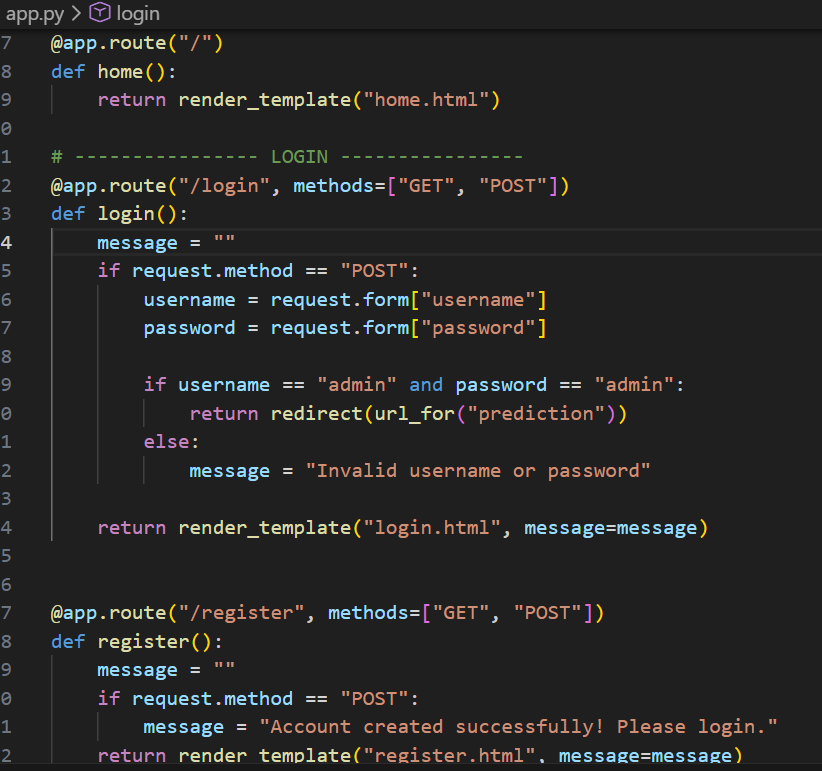 app.py > login
7 @app.route("/")
8 def home():
9     return render_template("home.html")
0
1 # ---------------- LOGIN ----------------
2 @app.route("/login", methods=["GET", "POST"])
3 def login():
4     message = ""
5     if request.method == "POST":
6         username = request.form["username"]
7         password = request.form["password"]
8
9         if username == "admin" and password == "admin":
0             return redirect(url_for("prediction"))
1         else:
2             message = "Invalid username or password"
3
4     return render_template("login.html", message=message)
5
6
7 @app.route("/register", methods=["GET", "POST"])
8 def register():
9     message = ""
0     if request.method == "POST":
1         message = "Account created successfully! Please login."
2     return render_template("register.html", message=message)